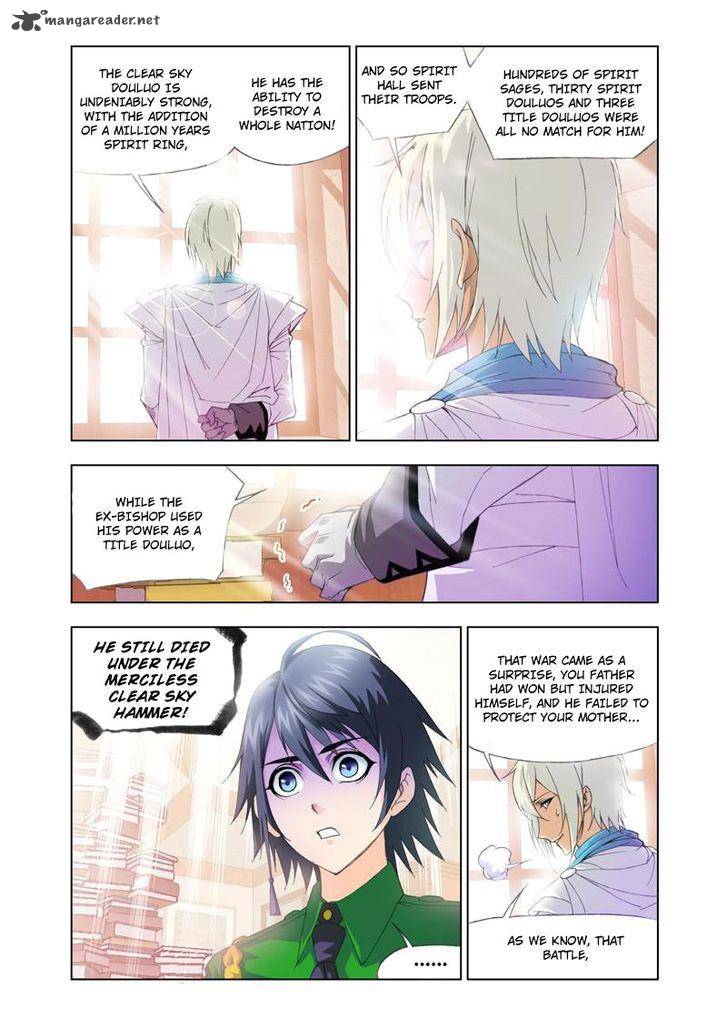 mangareader.net
THE CLEAR SKY
DOULUO IS
UNDENIABLY STRONG,
WITH THE ADDITION
OF A MILLION YEARS
SPIRIT RING,
HE HAS THE
ABILITY TO
DESTROY A
WHOLE NATION!
AND SO SPIRIT
HALL SENT
THEIR TROOPS.
HUNDREDS OF SPIRIT
SAGES, THIRTY SPIRIT
DOULUOS AND THREE
TITLE DOULUOS WERE
ALL NO MATCH FOR HIM!
WHILE THE
EX-BISHOP USED
HIS POWER AS A
TITLE DOULUO,
HE STILL DIED
UNDER THE
MERCILESS
CLEAR SKY
HAMMER!
......
THAT WAR CAME AS A
SURPRISE, YOU FATHER
HAD WON BUT INJURED
HIMSELF, AND HE FAILED TO
PROTECT YOUR MOTHER...
AS WE KNOW, THAT
BATTLE,